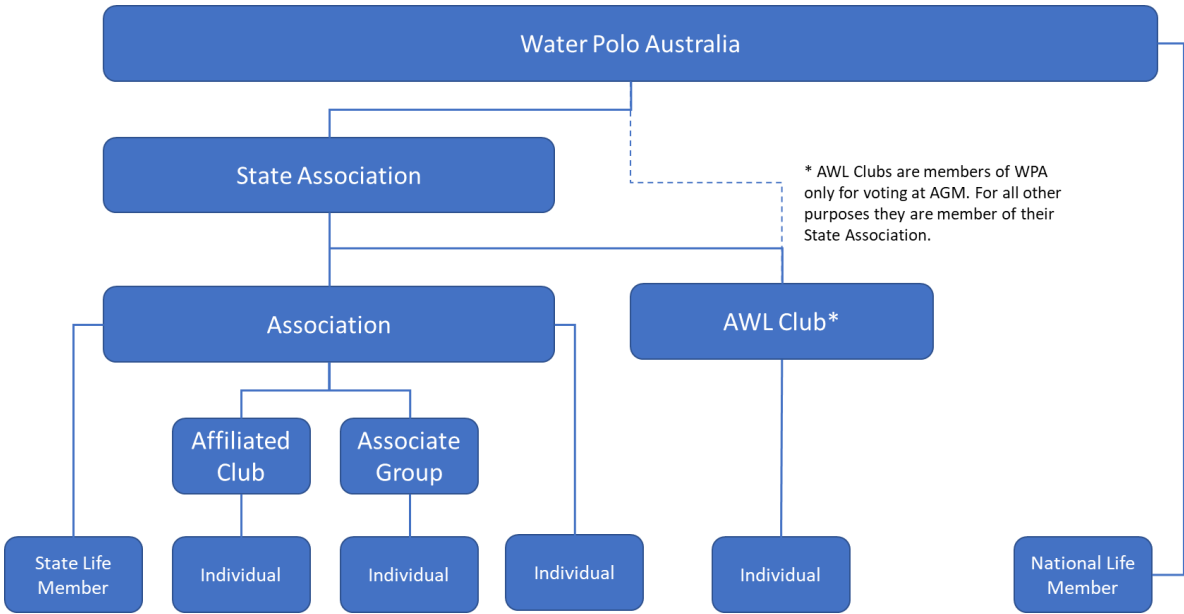 Water Polo Australia
State Association
* AWL Clubs are members of WPA
only for voting at AGM. For all other
purposes they are member of their
State Association.
Association
AWL Club*
Affiliated
Club
Associate
Group
State Life
Member
Individual
Individual
Individual
Individual
National Life
Member